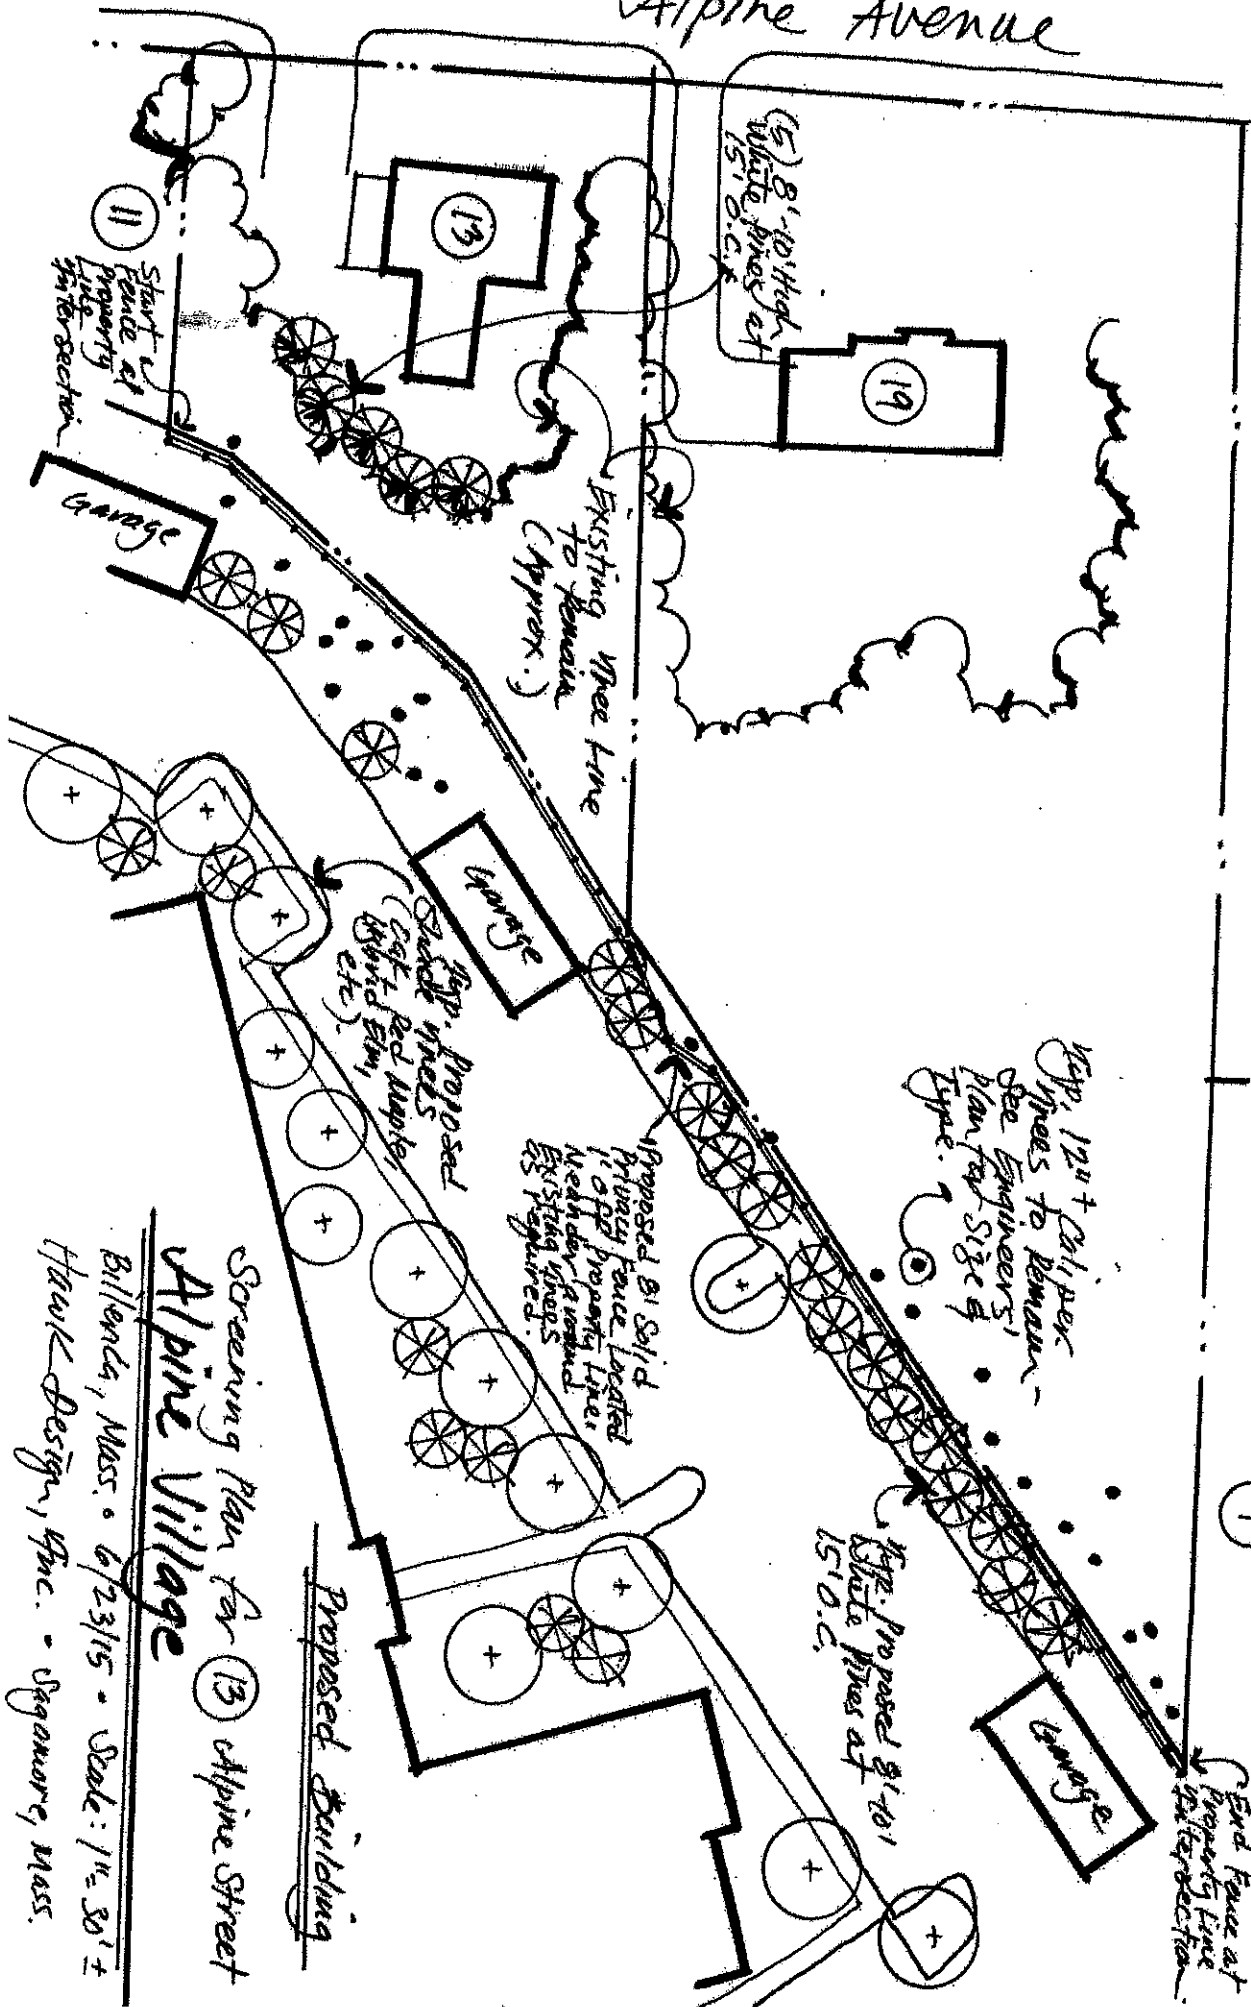 Alpine Avenue
(5) 8'-10' High
White Pines at
15' O.C.±
13
19
11
Start
Fence at
Property
Line
Intersection
Garage
Existing Tree Line
To Remain
(Approx.)
Garage
Typ. Proposed
Shade Trees
(Oak, Red Maple,
Hybrid Elm,
etc.).
Typ. 12"+ Caliper
Trees to Remain -
See Engineers'
Plan for Size &
Type.
Proposed 8' Solid
Privacy Fence Located
1' off Property Line.
Meander around
Existing Trees
as required.
Typ. Proposed 8'-10'
White Pines at
15' O.C.
Garage
End Fence at
Property Line
Intersection.
Proposed Building
Screening Plan for 13 Alpine Street
Alpine Village
Billerica, Mass. • 6/23/15 • Scale: 1"=30'±
Hawk Design, Inc. • Sagamore, Mass.